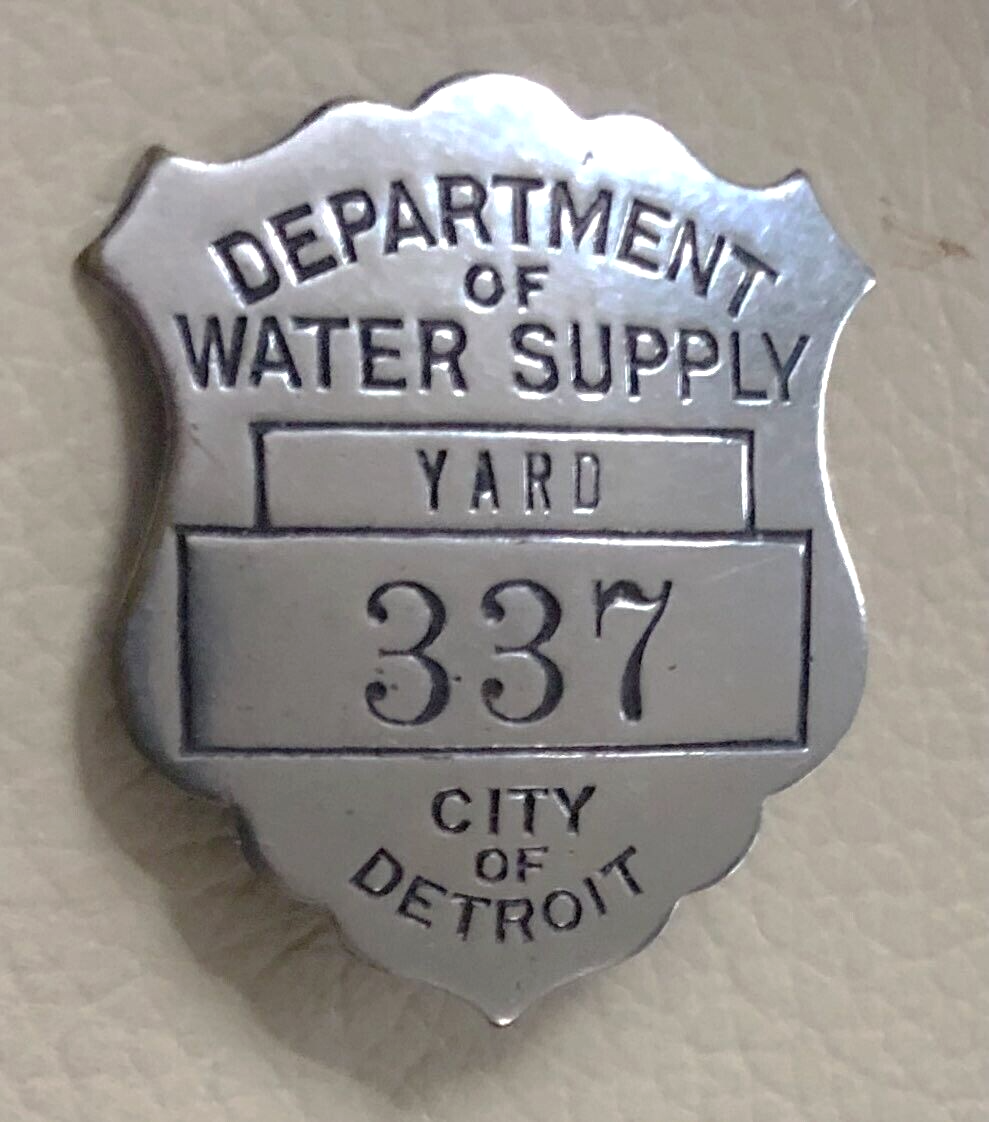 DEPARTMENT
OF
WATER SUPPLY
YARD
337
CITY
OF
DETROIT